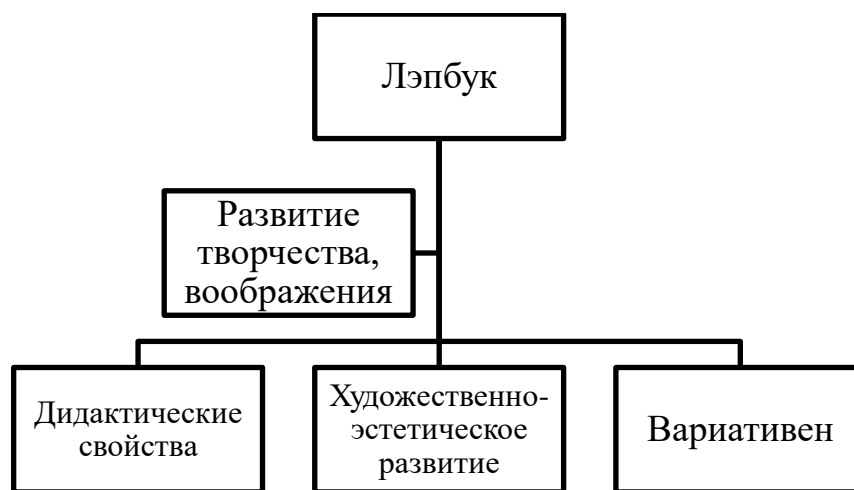 Лэпбук
Развитие
творчества,
воображения
Дидактические
свойства
Художественно-
эстетическое
развитие
Вариативен